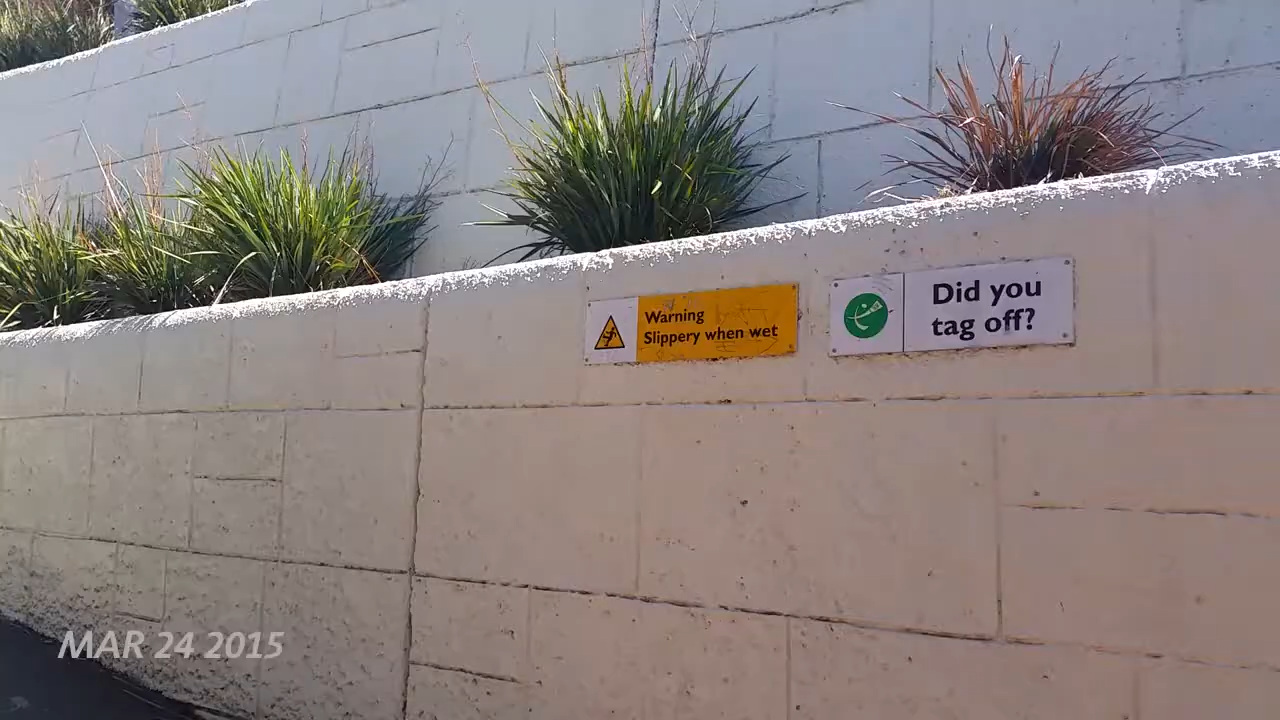 Warning
Slippery when wet
Did you
tag off?
MAR 24 2015